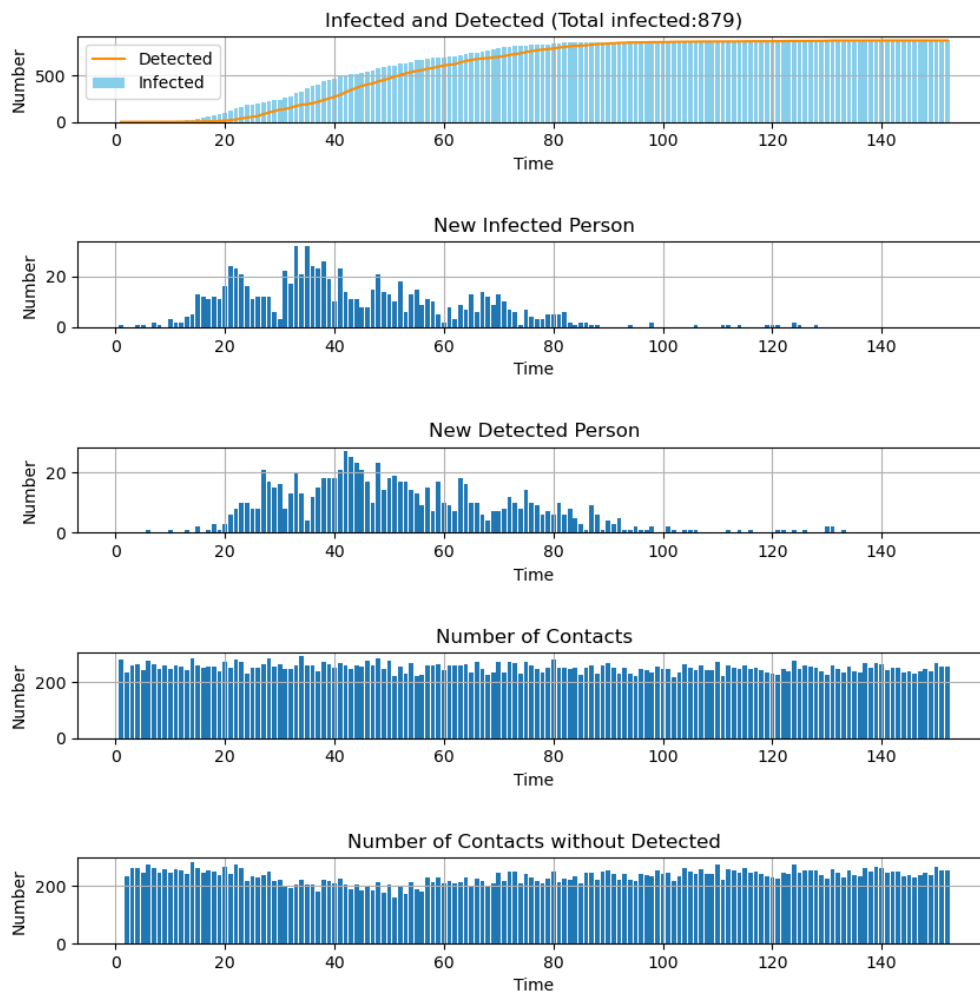 Infected and Detected (Total infected:879)
Number
500
0
Detected
Infected
0 20 40 60 80 100 120 140
Time
New Infected Person
Number
20
0
0 20 40 60 80 100 120 140
Time
New Detected Person
Number
20
0
0 20 40 60 80 100 120 140
Time
Number of Contacts
Number
200
0
0 20 40 60 80 100 120 140
Time
Number of Contacts without Detected
Number
200
0
0 20 40 60 80 100 120 140
Time